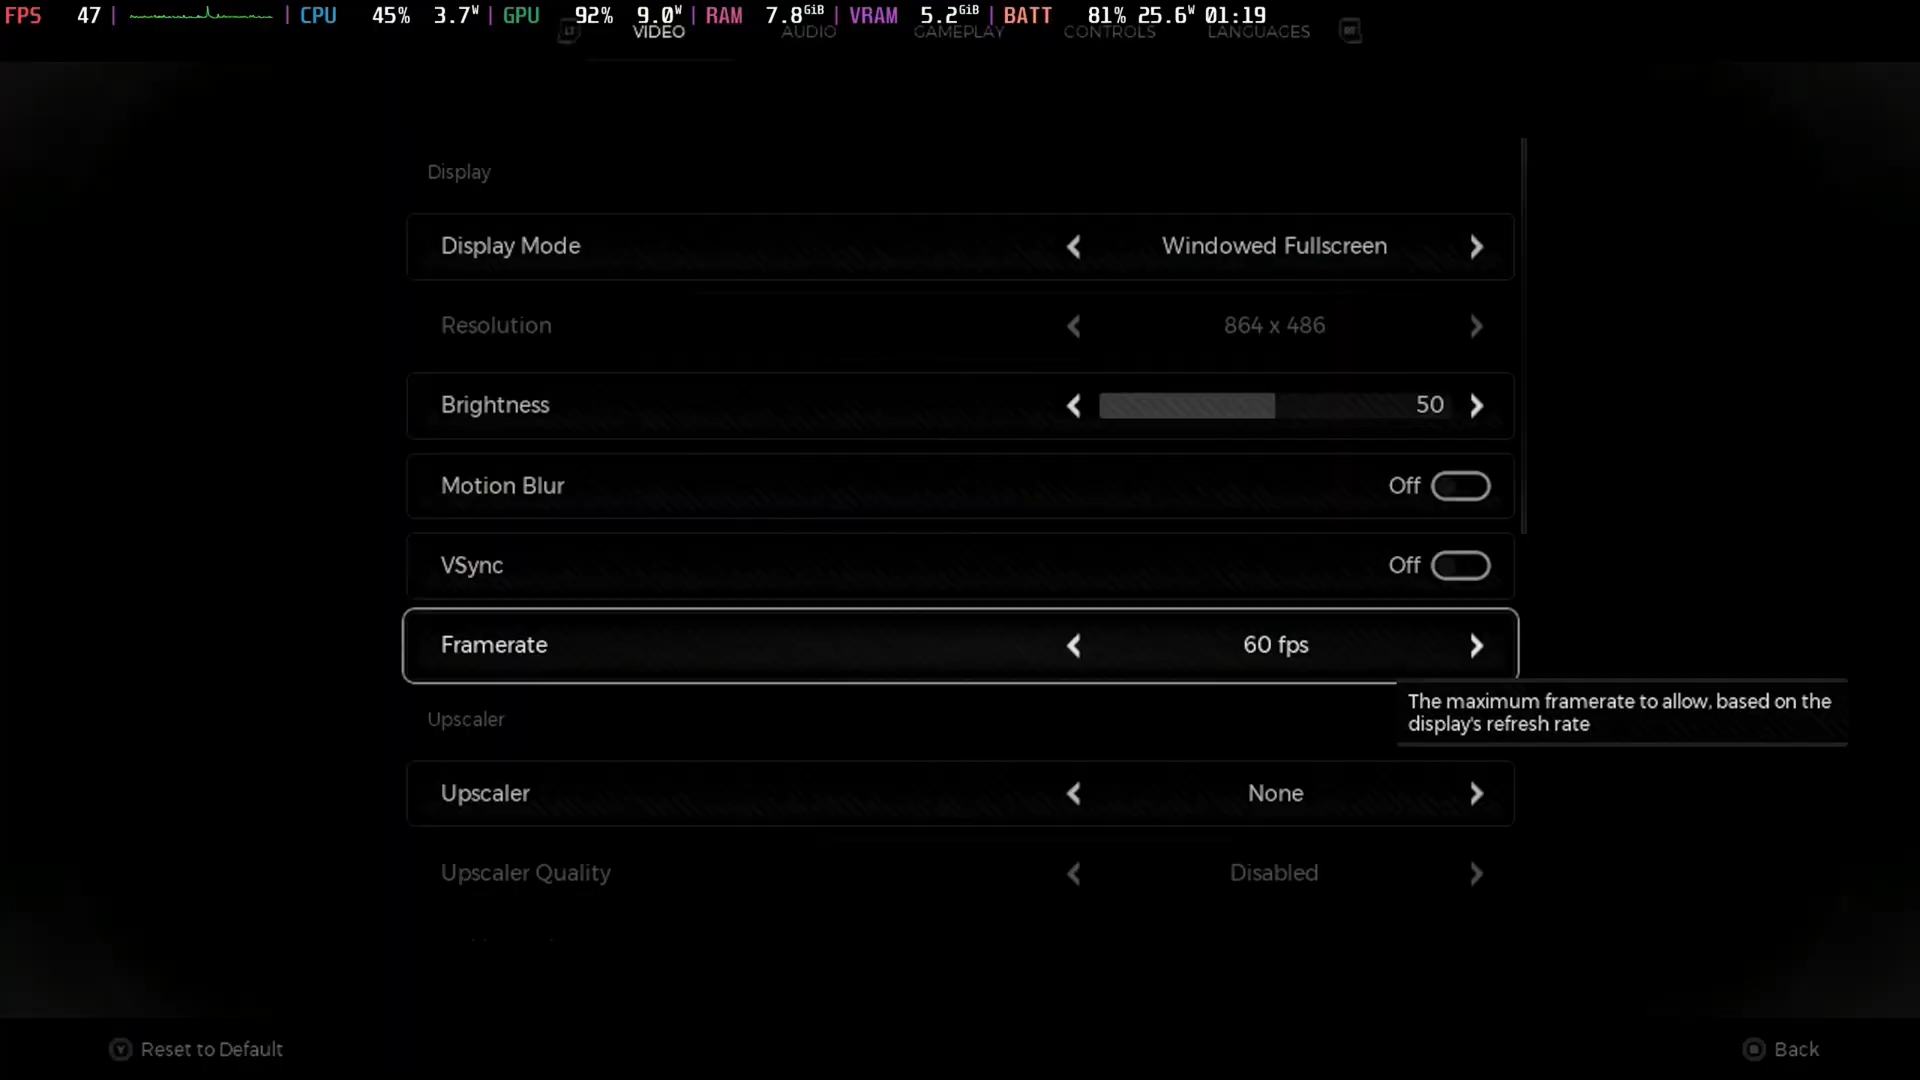 FPS 47 | CPU 45% 3.7W | GPU 92% 9.0W | RAM 7.8GiB | VRAM 5.2GiB | BATT 81% 25.6W 01:19
LT VIDEO AUDIO GAMEPLAY CONTROLS LANGUAGES RT
Display
Display Mode Windowed Fullscreen
Resolution 864 x 486
Brightness 50
Motion Blur Off
VSync Off
Framerate 60 fps
The maximum framerate to allow, based on the
display's refresh rate
Upscaler
Upscaler None
Upscaler Quality Disabled
Y Reset to Default
Back